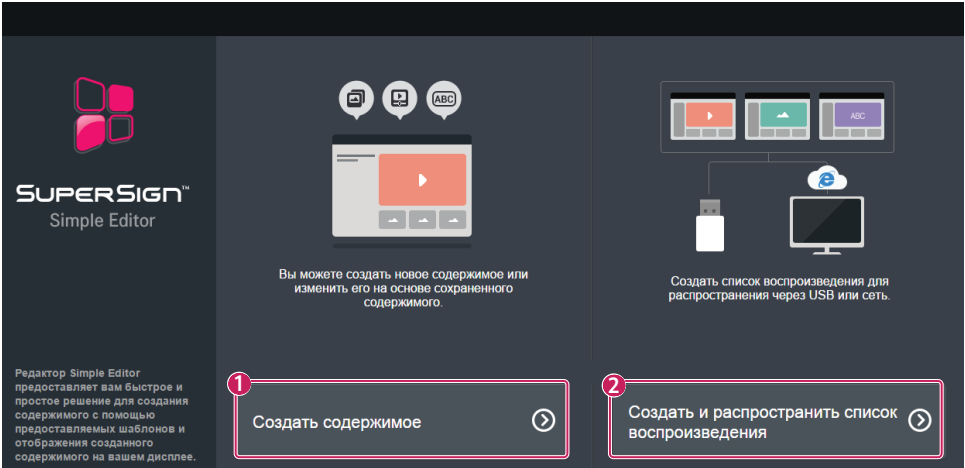 SUPERSIGN™
Simple Editor
Редактор Simple Editor
предоставляет вам быстрое и
простое решение для создания
содержимого с помощью
предоставляемых шаблонов и
отображения созданного
содержимого на вашем дисплее.
ABC
Вы можете создать новое содержимое или
изменить его на основе сохраненного
содержимого.
1
Создать содержимое
ABC
Создать список воспроизведения для
распространения через USB или сеть.
2
Создать и распространить список
воспроизведения